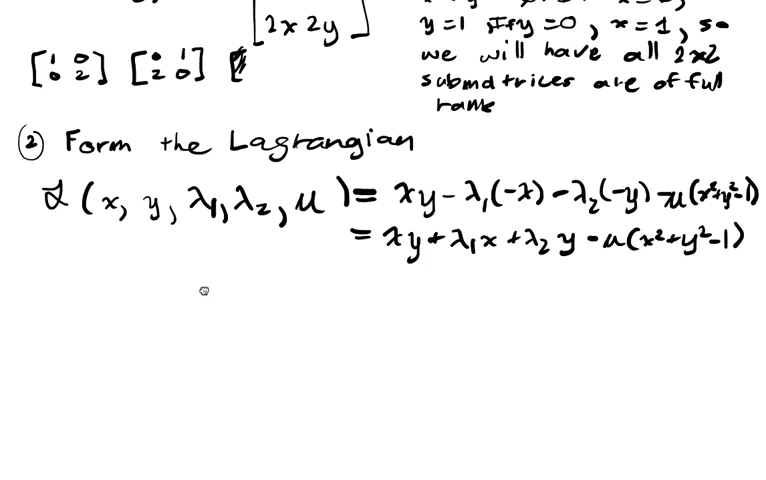 [2x 2y]
y=1 If y=0, x=1, so
we will have all 2x2
submatrices are of full
[1 0 0 2] [0 1 2 0]
② Form the Lagrangian
L(x, y, λ1, λ2, μ) = xy - λ1(-x) - λ2(-y) - μ(x²+y²-1)
= xy + λ1x + λ2y - μ(x²+y²-1)